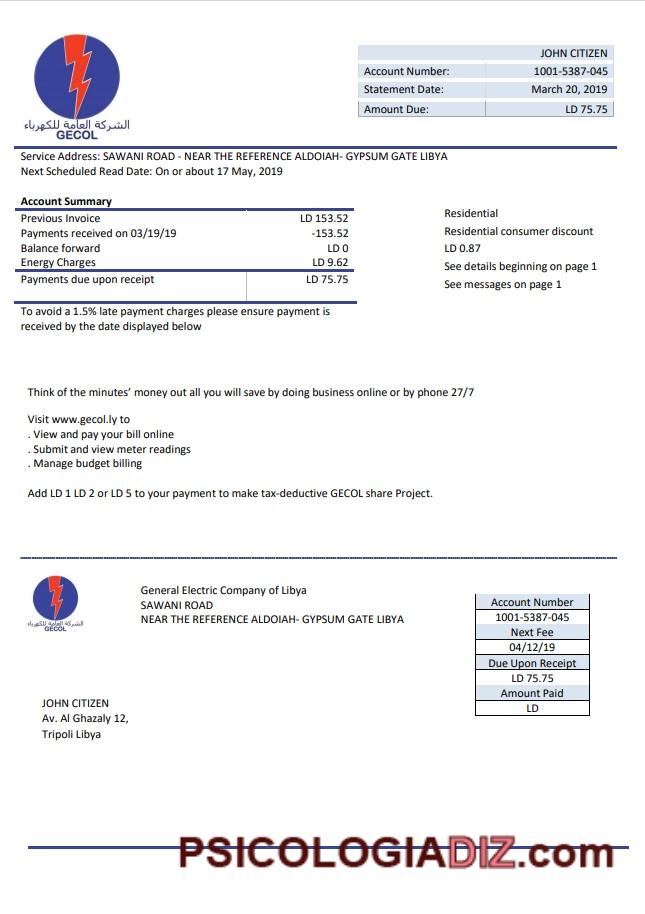 الشركة العامة للكهرباء
GECOL
JOHN CITIZEN
Account Number: 1001-5387-045
Statement Date: March 20, 2019
Amount Due: LD 75.75
Service Address: SAWANI ROAD - NEAR THE REFERENCE ALDOIAH- GYPSUM GATE LIBYA
Next Scheduled Read Date: On or about 17 May, 2019
Account Summary
Previous Invoice LD 153.52
Payments received on 03/19/19 -153.52
Balance forward LD 0
Energy Charges LD 9.62
Payments due upon receipt LD 75.75
Residential
Residential consumer discount
LD 0.87
See details beginning on page 1
See messages on page 1
To avoid a 1.5% late payment charges please ensure payment is
received by the date displayed below
Think of the minutes’ money out all you will save by doing business online or by phone 27/7
Visit www.gecol.ly to
. View and pay your bill online
. Submit and view meter readings
. Manage budget billing
Add LD 1 LD 2 or LD 5 to your payment to make tax-deductive GECOL share Project.
الشركة العامة للكهرباء
GECOL
General Electric Company of Libya
SAWANI ROAD
NEAR THE REFERENCE ALDOIAH- GYPSUM GATE LIBYA
Account Number
1001-5387-045
Next Fee
04/12/19
Due Upon Receipt
LD 75.75
Amount Paid
LD
JOHN CITIZEN
Av. Al Ghazaly 12,
Tripoli Libya
PSICOLOGIADIZ.com